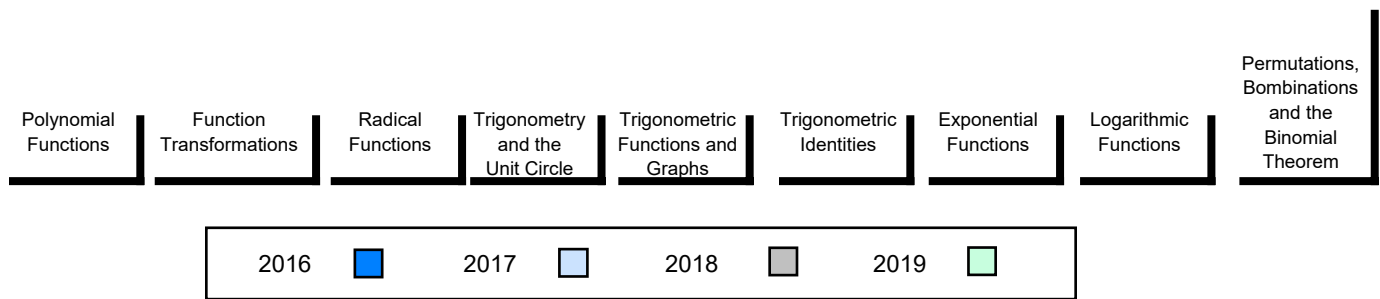 Polynomial
Functions
Function
Transformations
Radical
Functions
Trigonometry
and the
Unit Circle
Trigonometric
Functions and
Graphs
Trigonometric
Identities
Exponential
Functions
Logarithmic
Functions
Permutations,
Bombinations
and the
Binomial
Theorem
2016 2017 2018 2019